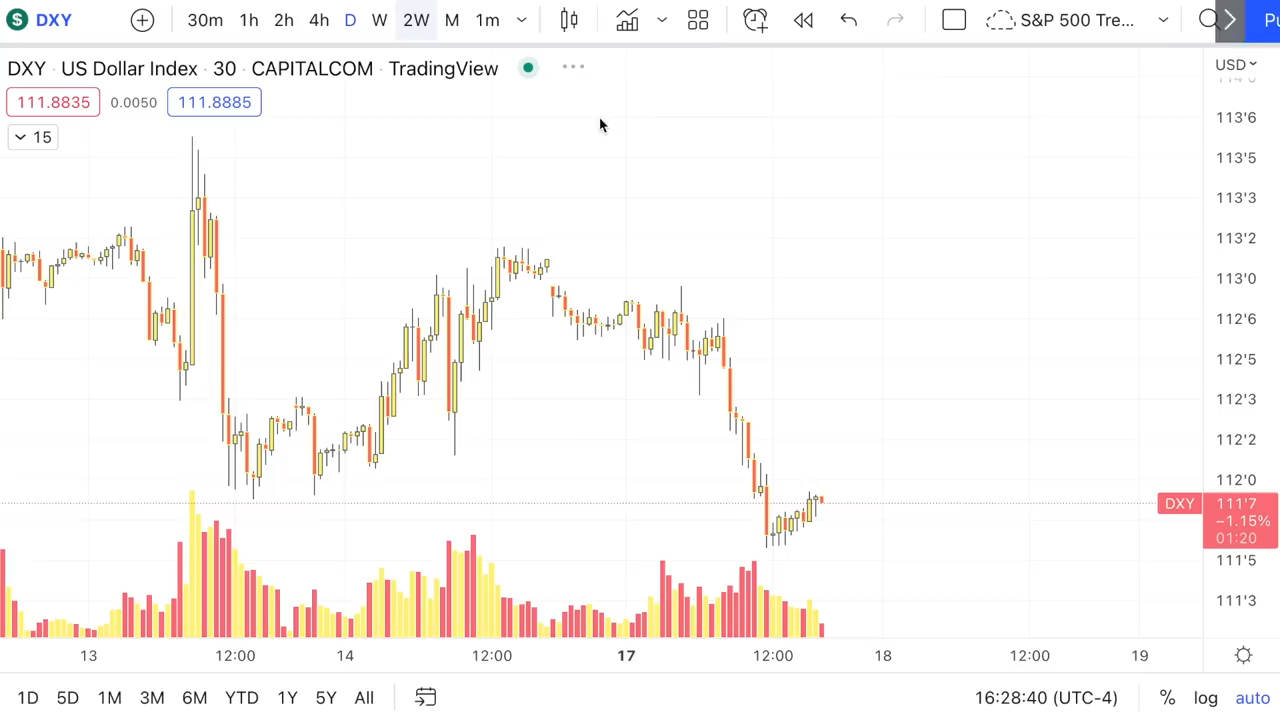 $ DXY 30m 1h 2h 4h D W 2W M 1m S&P 500 Tre... Pu
DXY · US Dollar Index · 30 · CAPITALCOM · TradingView
USD
111.8835 0.0050 111.8885
15
113'6
113'5
113'3
113'2
113'0
112'6
112'5
112'3
112'2
112'0
DXY 111'7
−1.15%
01:20
111'5
111'3
13 12:00 14 12:00 17 12:00 18 12:00 19
1D 5D 1M 3M 6M YTD 1Y 5Y All 16:28:40 (UTC-4) % log auto